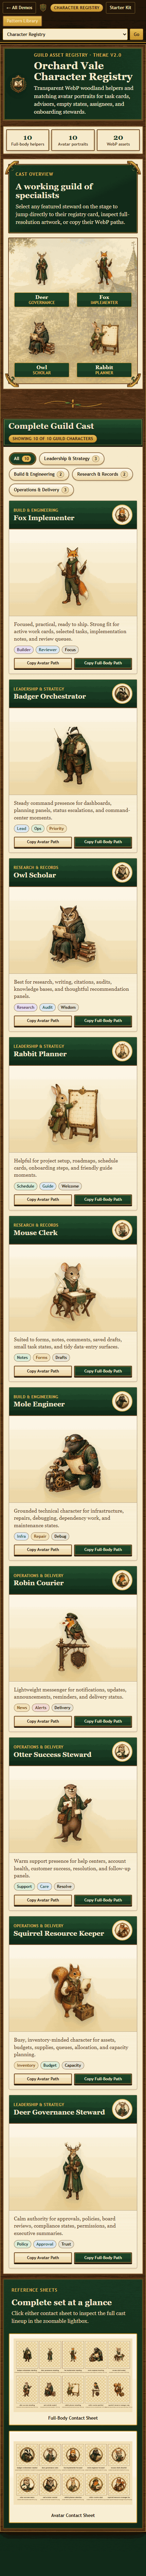 ← All Demos
CHARACTER REGISTRY
Starter Kit
Pattern Library
Character Registry
Go
GUILD ASSET REGISTRY · THEME V2.0
Orchard Vale
Character Registry
Transparent WebP woodland helpers and
matching avatar portraits for task cards,
advisors, empty states, assignees, and
onboarding stewards.
10
Full-body helpers
10
Avatar portraits
20
WebP assets
CAST OVERVIEW
A working guild of
specialists
Select any featured steward on the stage to
jump directly to their registry card, inspect full-
resolution artwork, or copy their WebP paths.
Deer
GOVERNANCE
Fox
IMPLEMENTER
Owl
SCHOLAR
Rabbit
PLANNER
Complete Guild Cast
SHOWING 10 OF 10 GUILD CHARACTERS
All 10
Leadership & Strategy 3
Build & Engineering 2
Research & Records 2
Operations & Delivery 3
BUILD & ENGINEERING
Fox Implementer
Focused, practical, ready to ship. Strong fit for
active work cards, selected tasks, implementation
notes, and review queues.
Builder
Reviewer
Focus
Copy Avatar Path
Copy Full-Body Path
LEADERSHIP & STRATEGY
Badger Orchestrator
Steady command presence for dashboards,
planning panels, status escalations, and command-
center moments.
Lead
Ops
Priority
Copy Avatar Path
Copy Full-Body Path
RESEARCH & RECORDS
Owl Scholar
Best for research, writing, citations, audits,
knowledge bases, and thoughtful recommendation
panels.
Research
Audit
Wisdom
Copy Avatar Path
Copy Full-Body Path
LEADERSHIP & STRATEGY
Rabbit Planner
Helpful for project setup, roadmaps, schedule
cards, onboarding steps, and friendly guide
moments.
Schedule
Guide
Welcome
Copy Avatar Path
Copy Full-Body Path
RESEARCH & RECORDS
Mouse Clerk
Suited to forms, notes, comments, saved drafts,
small task states, and tidy data-entry surfaces.
Notes
Forms
Drafts
Copy Avatar Path
Copy Full-Body Path
BUILD & ENGINEERING
Mole Engineer
Grounded technical character for infrastructure,
repairs, debugging, dependency work, and
maintenance states.
Infra
Repair
Debug
Copy Avatar Path
Copy Full-Body Path
OPERATIONS & DELIVERY
Robin Courier
Lightweight messenger for notifications, updates,
announcements, reminders, and delivery states.
News
Alerts
Delivery
Copy Avatar Path
Copy Full-Body Path
OPERATIONS & DELIVERY
Otter Success Steward
Warm support presence for help centers, account
health, customer success, resolution, and follow-up
panels.
Support
Care
Resolve
Copy Avatar Path
Copy Full-Body Path
OPERATIONS & DELIVERY
Squirrel Resource Keeper
Busy, inventory-minded character for assets,
budgets, supplies, queues, allocation, and capacity
planning.
Inventory
Budget
Capacity
Copy Avatar Path
Copy Full-Body Path
LEADERSHIP & STRATEGY
Deer Governance Steward
Calm authority for approvals, policies, board
reviews, compliance states, permissions, and
executive summaries.
Policy
Approval
Trust
Copy Avatar Path
Copy Full-Body Path
REFERENCE SHEETS
Complete set at a glance
Click either contact sheet to inspect the full cast
lineup in the zoomable lightbox.
Full Body Contact Sheet
Avatar Contact Sheet